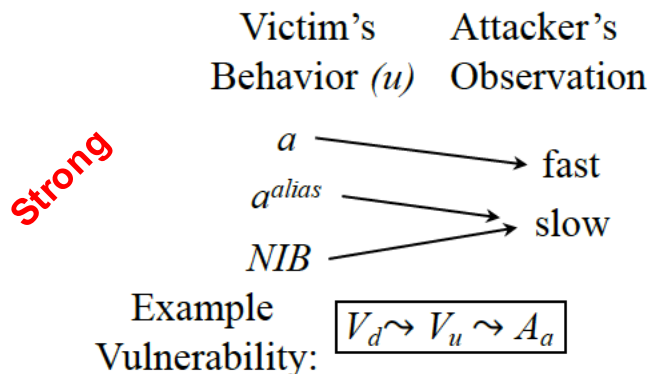 Victim's Attacker's
Behavior (u) Observation
Strong
a
fast
a^alias
slow
NIB
Example
Vulnerability:
V_d ⤳ V_u ⤳ A_a